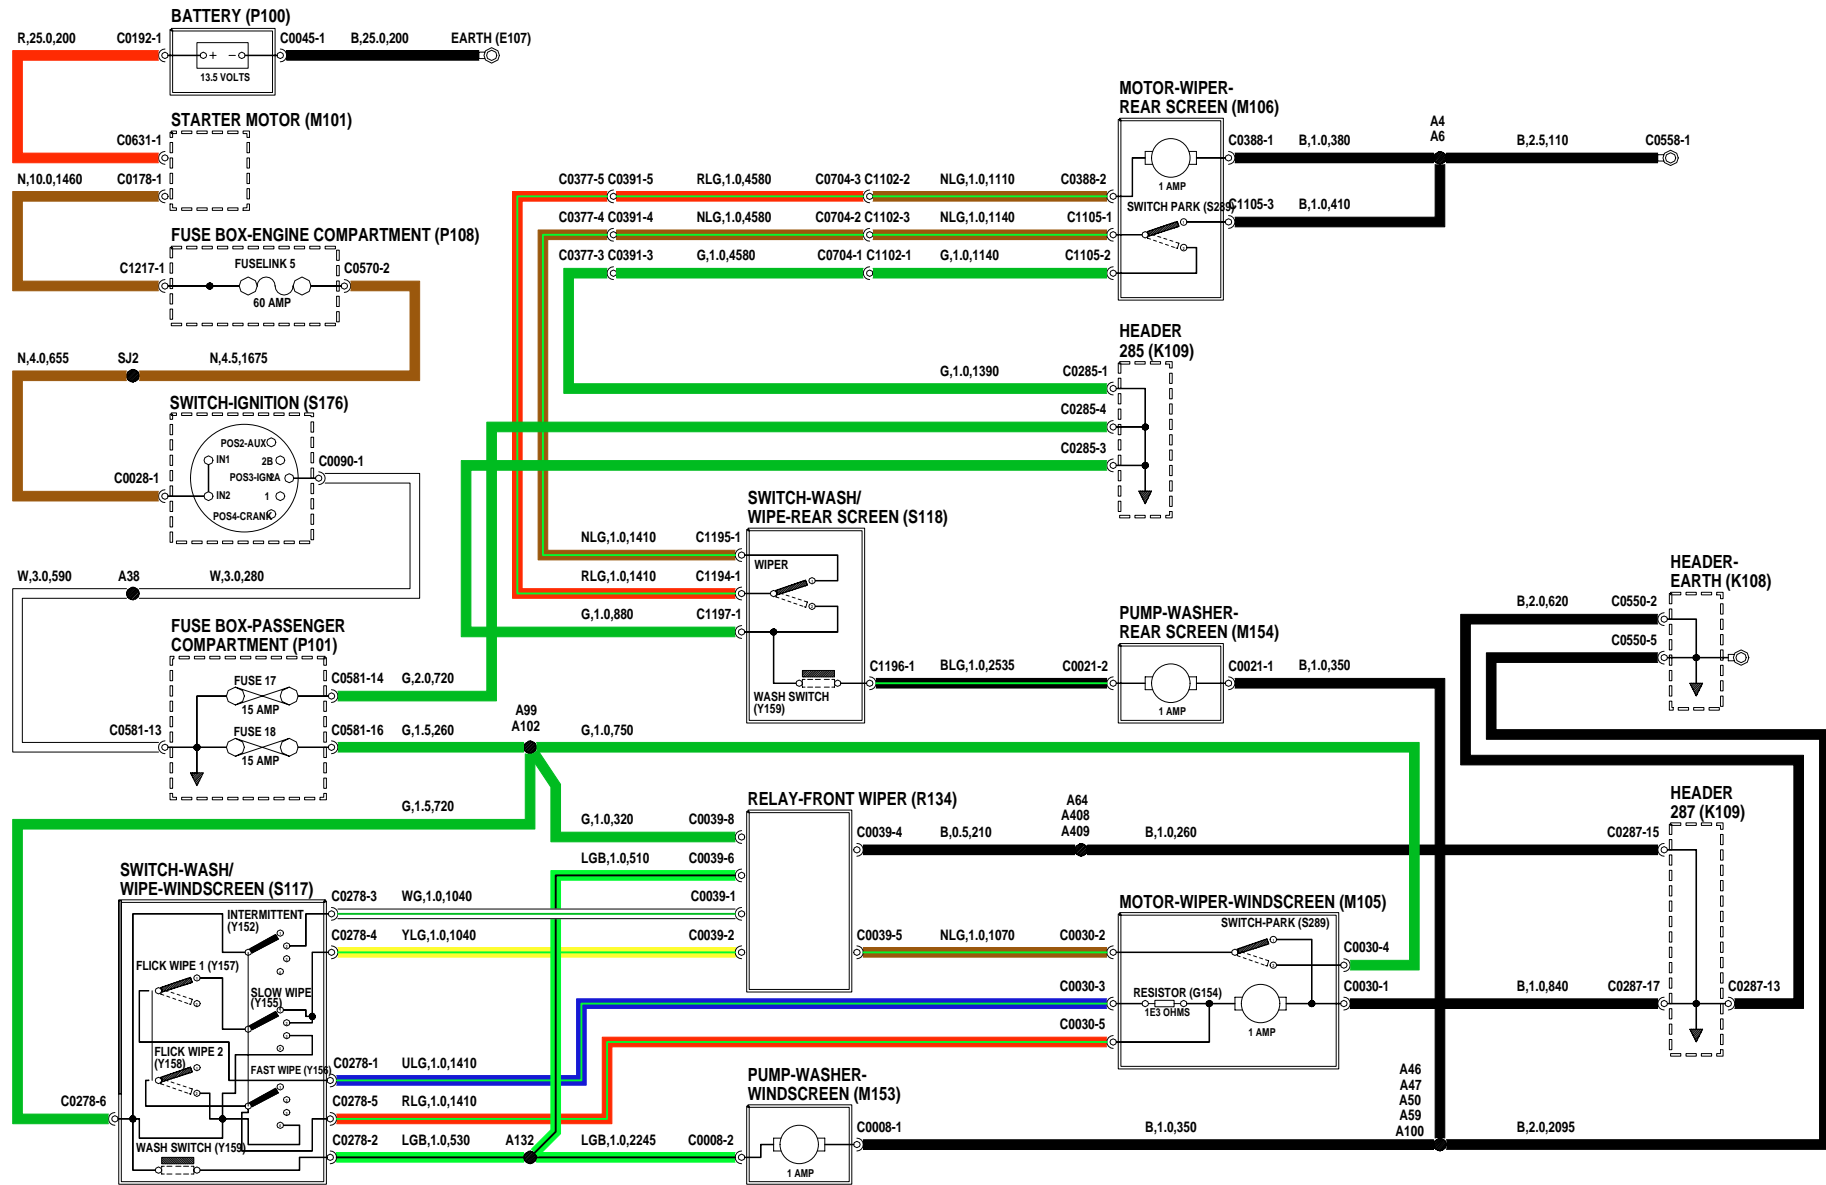 BATTERY (P100)
R,25.0,200
C0192-1
C0045-1
B,25.0,200
EARTH (E107)
+ -
13.5 VOLTS
STARTER MOTOR (M101)
C0631-1
N,10.0,1460
C0178-1
FUSE BOX-ENGINE COMPARTMENT (P108)
C1217-1
FUSELINK 5
C0570-2
60 AMP
N,4.0,655
SJ2
N,4.5,1675
SWITCH-IGNITION (S176)
POS2-AUX
IN1
2B
C0090-1
C0028-1
POS3-IGN
2A
IN2
1
POS4-CRANK
W,3.0,590
A38
W,3.0,280
FUSE BOX-PASSENGER
COMPARTMENT (P101)
FUSE 17
C0581-14
G,2.0,720
15 AMP
C0581-13
FUSE 18
C0581-16
G,1.5,260
15 AMP
A99
A102
G,1.0,750
G,1.5,720
MOTOR-WIPER-
REAR SCREEN (M106)
C0388-1
B,1.0,380
A4
A6
B,2.5,110
C0558-1
1 AMP
C0377-5 C0391-5
RLG,1.0,4580
C0704-3 C1102-2
NLG,1.0,1110
C0388-2
SWITCH PARK (S289)
C1105-3
B,1.0,410
C0377-4 C0391-4
NLG,1.0,4580
C0704-2 C1102-3
NLG,1.0,1140
C1105-1
C0377-3 C0391-3
G,1.0,4580
C0704-1 C1102-1
G,1.0,1140
C1105-2
HEADER
285 (K109)
G,1.0,1390
C0285-1
C0285-4
C0285-3
SWITCH-WASH/
WIPE-REAR SCREEN (S118)
NLG,1.0,1410
C1195-1
WIPER
RLG,1.0,1410
C1194-1
G,1.0,880
C1197-1
C1196-1
BLG,1.0,2535
WASH SWITCH
(Y159)
PUMP-WASHER-
REAR SCREEN (M154)
C0021-2
C0021-1
B,1.0,350
1 AMP
HEADER-
EARTH (K108)
B,2.0,620
C0550-2
C0550-5
RELAY-FRONT WIPER (R134)
G,1.0,320
C0039-8
C0039-4
B,0.5,210
A64
A408
A409
B,1.0,260
C0287-15
HEADER
287 (K109)
LGB,1.0,510
C0039-6
WG,1.0,1040
C0039-1
YLG,1.0,1040
C0039-2
C0039-5
NLG,1.0,1070
C0030-2
SWITCH-WASH/
WIPE-WINDSCREEN (S117)
C0278-3
INTERMITTENT
(Y152)
C0278-4
FLICK WIPE 1 (Y157)
SLOW WIPE
(Y155)
FLICK WIPE 2
(Y158)
FAST WIPE (Y156)
C0278-1
ULG,1.0,1410
C0278-6
C0278-5
RLG,1.0,1410
WASH SWITCH (Y159)
C0278-2
LGB,1.0,530
A132
LGB,1.0,2245
C0008-2
MOTOR-WIPER-WINDSCREEN (M105)
SWITCH-PARK (S289)
C0030-4
C0030-3
RESISTOR (G154)
1E3 OHMS
C0030-1
B,1.0,840
C0287-17
C0287-13
C0030-5
1 AMP
PUMP-WASHER-
WINDSCREEN (M153)
C0008-1
1 AMP
B,1.0,350
A46
A47
A50
A59
A100
B,2.0,2095